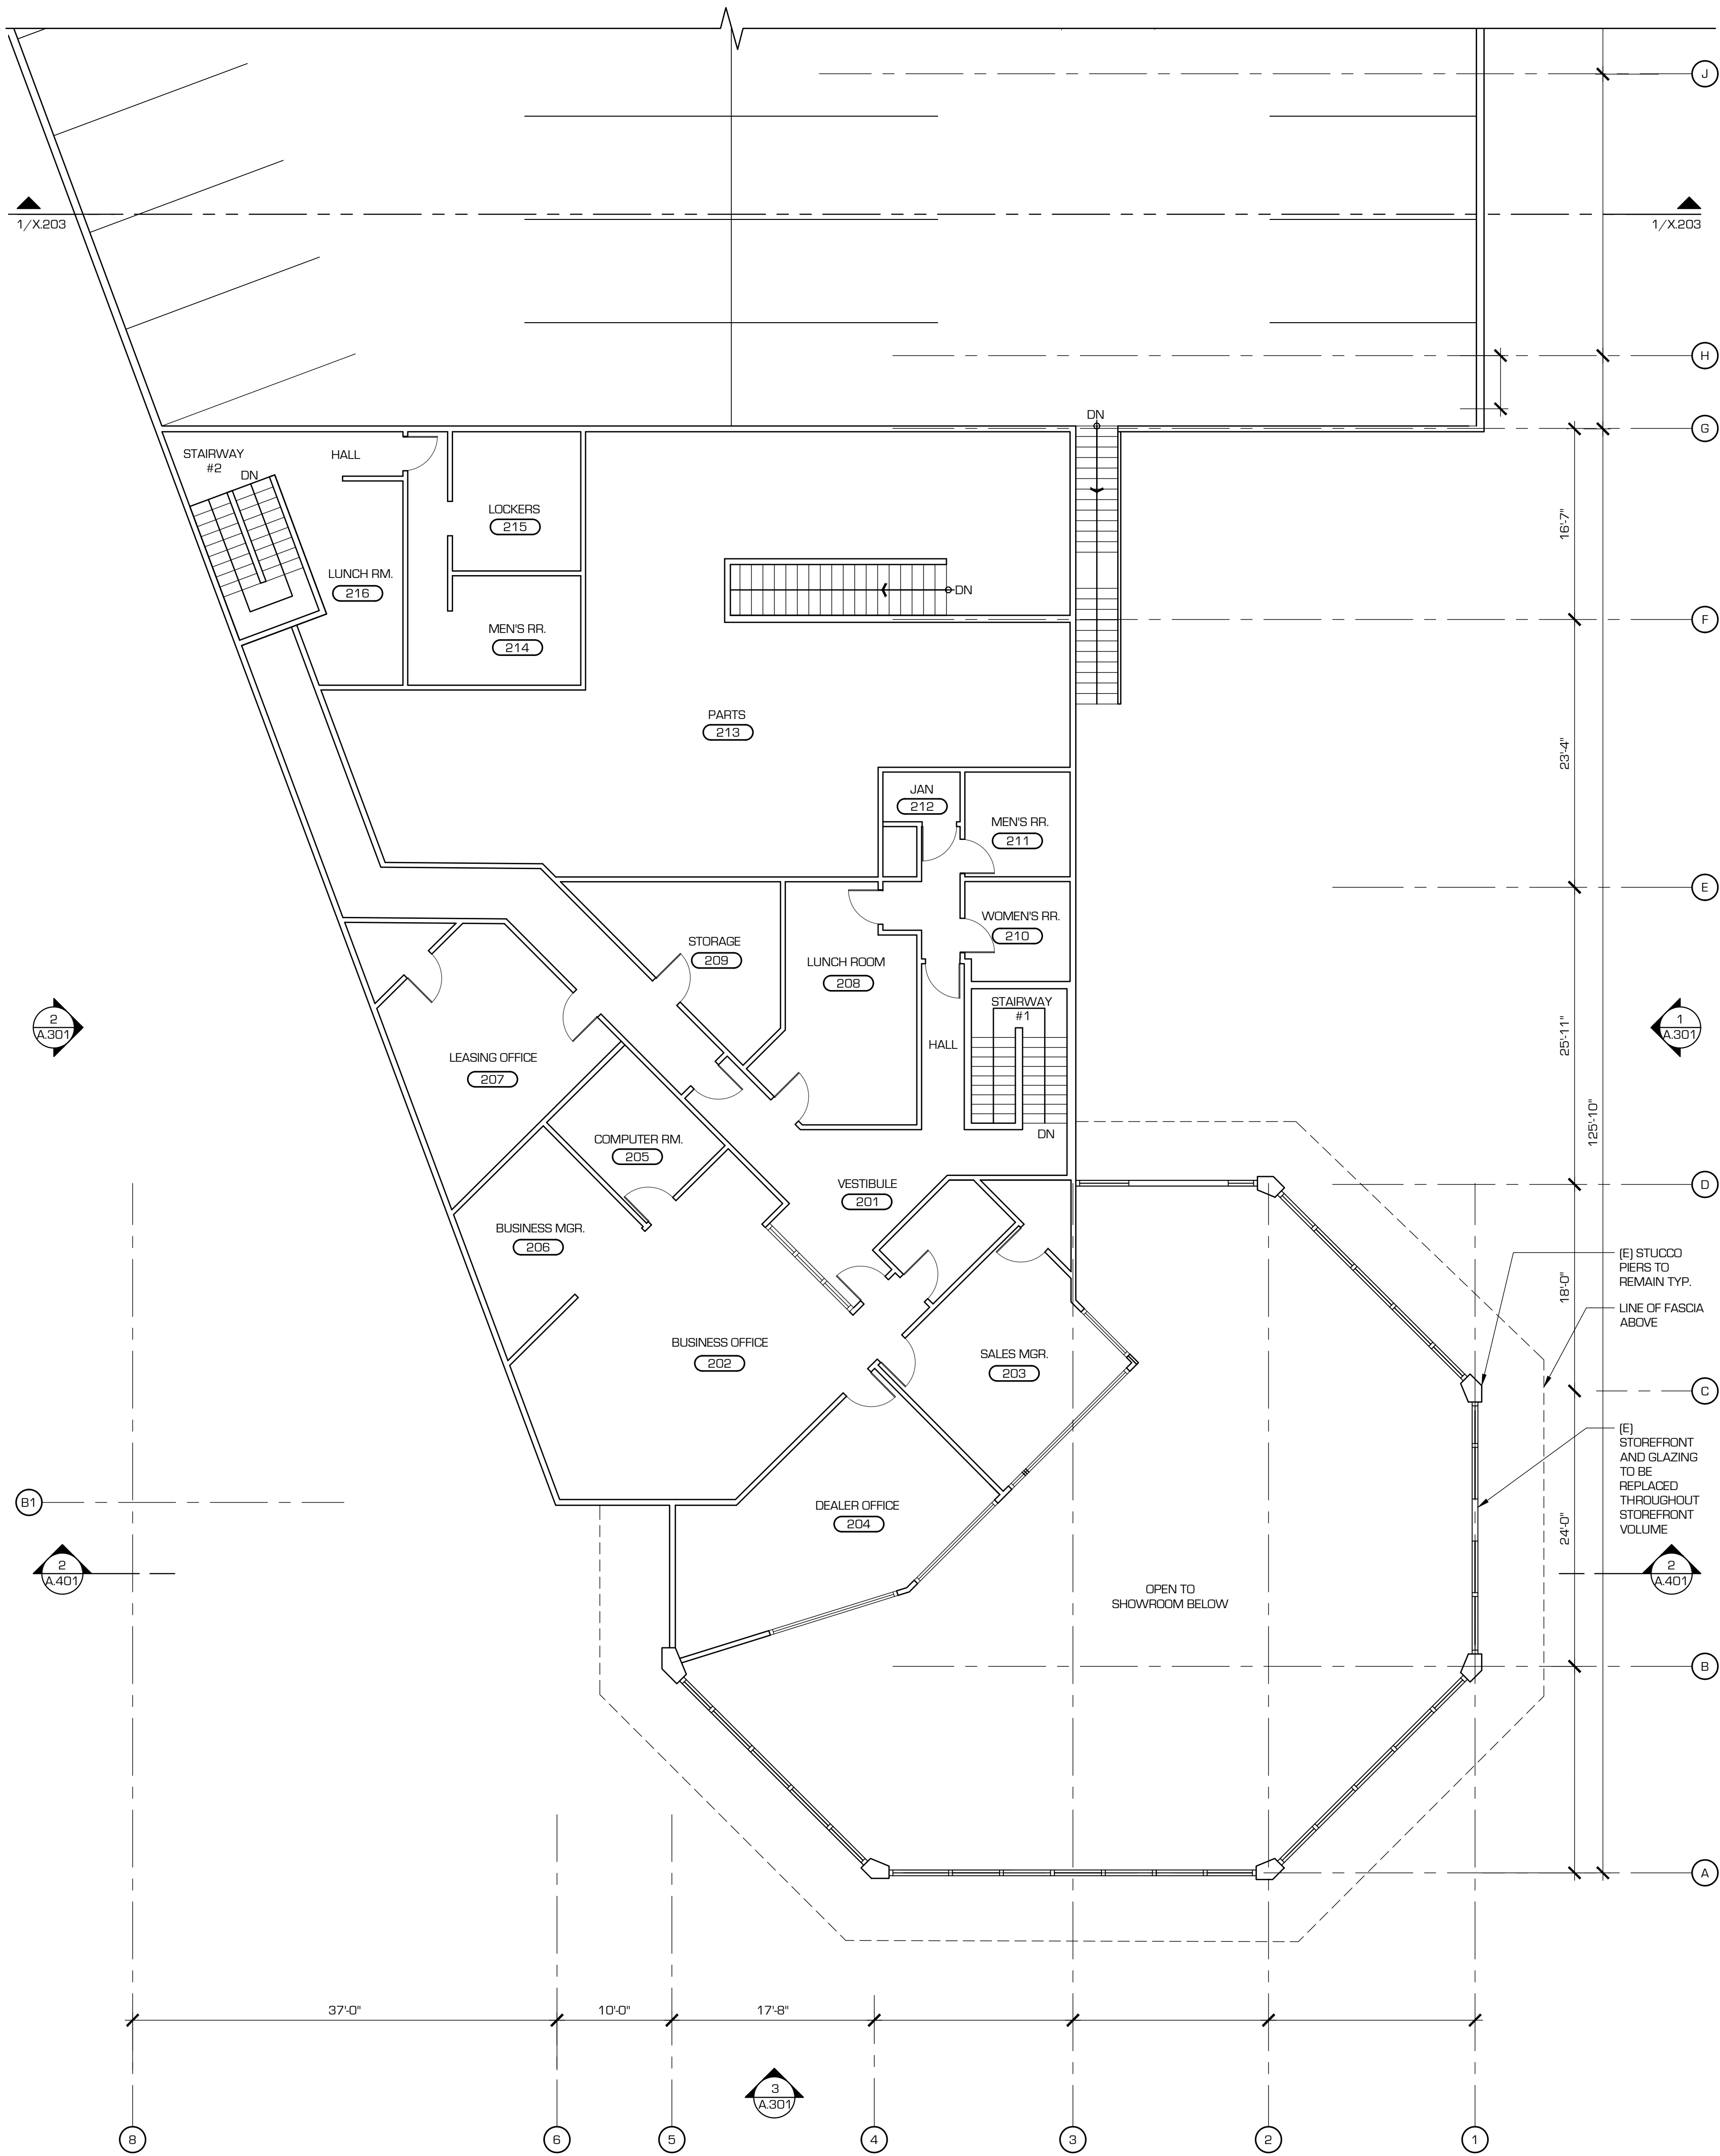 J
1/X.203
1/X.203
H
DN
G
STAIRWAY
#2
HALL
DN
LOCKERS
215
16'-7"
LUNCH RM.
216
DN
F
MEN'S RR.
214
PARTS
213
23'-4"
JAN
212
MEN'S RR.
211
E
WOMEN'S RR.
210
STORAGE
209
LUNCH ROOM
208
STAIRWAY
#1
2
A.301
1
A.301
HALL
25'-11"
LEASING OFFICE
207
125'-10"
DN
COMPUTER RM.
205
VESTIBULE
201
D
BUSINESS MGR.
206
(E) STUCCO
PIERS TO
REMAIN TYP.
18'-0"
LINE OF FASCIA
ABOVE
BUSINESS OFFICE
202
SALES MGR.
203
C
(E)
STOREFRONT
AND GLAZING
TO BE
REPLACED
THROUGHOUT
STOREFRONT
VOLUME
B1
DEALER OFFICE
204
24'-0"
2
A.401
2
A.401
OPEN TO
SHOWROOM BELOW
B
A
37'-0"
10'-0"
17'-8"
3
A.301
8
6
5
4
3
2
1